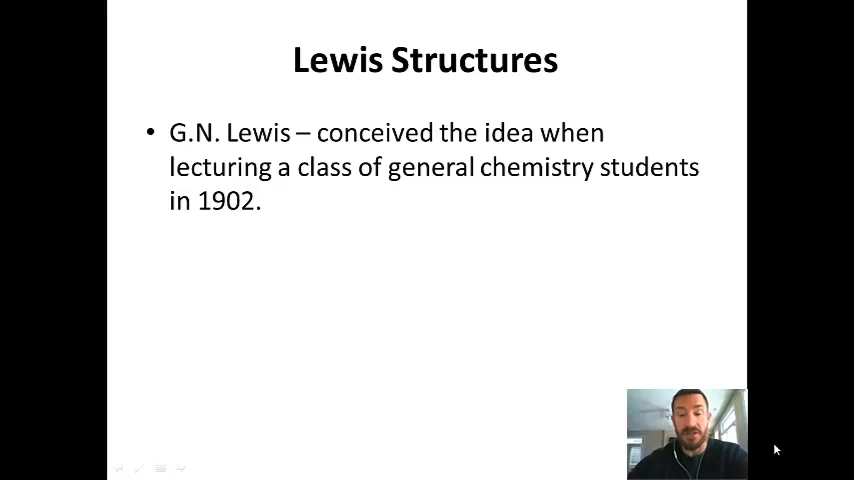 Lewis Structures
• G.N. Lewis – conceived the idea when
lecturing a class of general chemistry students
in 1902.